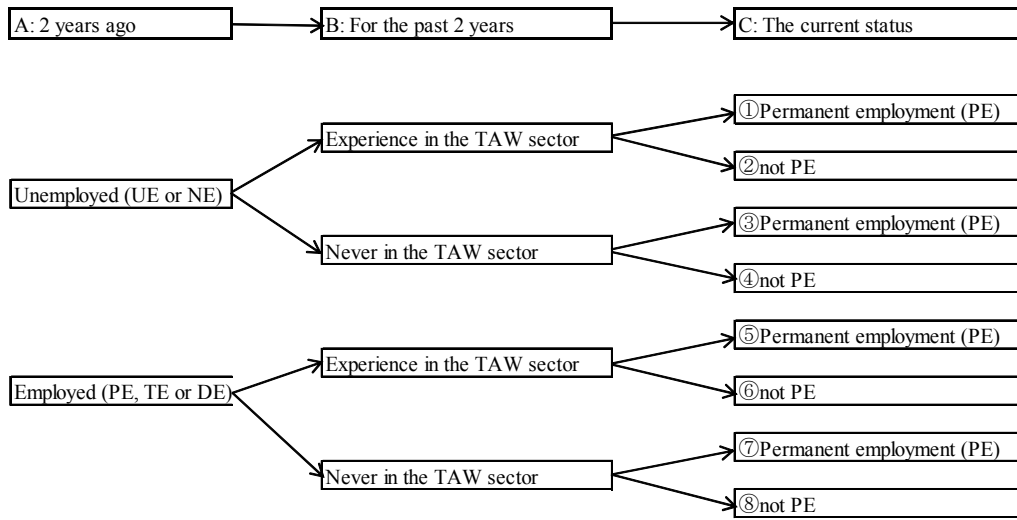 A: 2 years ago
B: For the past 2 years
C: The current status
Unemployed (UE or NE)
Experience in the TAW sector
①Permanent employment (PE)
②not PE
Never in the TAW sector
③Permanent employment (PE)
④not PE
Employed (PE, TE or DE)
Experience in the TAW sector
⑤Permanent employment (PE)
⑥not PE
Never in the TAW sector
⑦Permanent employment (PE)
⑧not PE